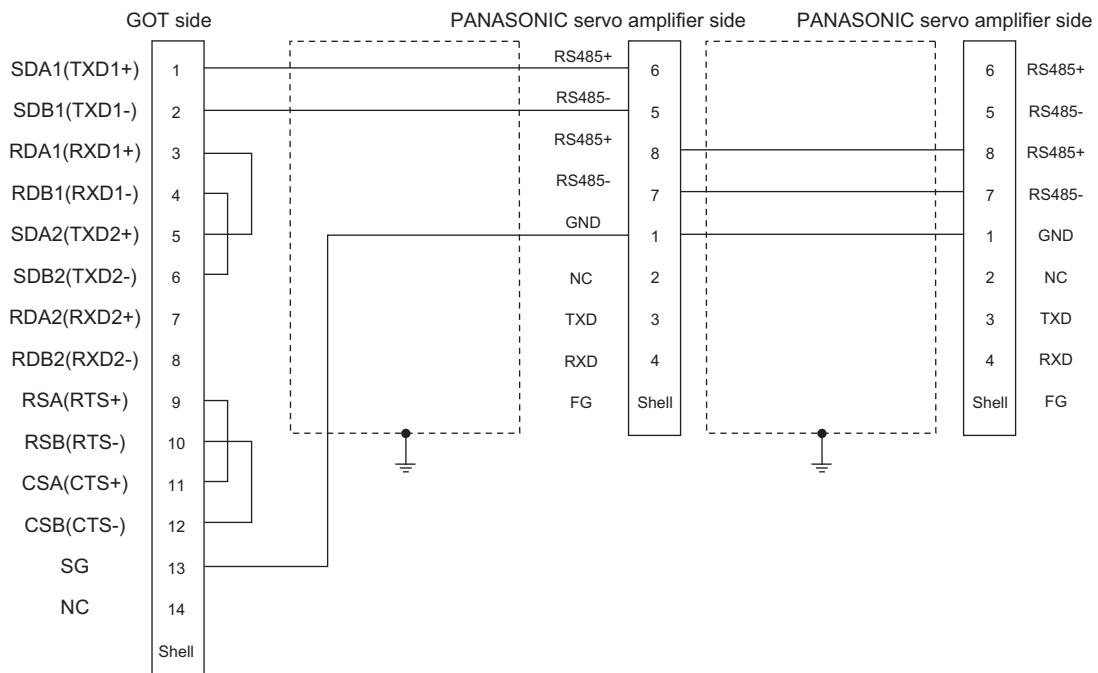 GOT side PANASONIC servo amplifier side PANASONIC servo amplifier side
SDA1(TXD1+) 1 RS485+ 6 6 RS485+
SDB1(TXD1-) 2 RS485- 5 5 RS485-
RDA1(RXD1+) 3 RS485+ 8 8 RS485+
RDB1(RXD1-) 4 RS485- 7 7 RS485-
SDA2(TXD2+) 5 GND 1 1 GND
SDB2(TXD2-) 6 NC 2 2 NC
RDA2(RXD2+) 7 TXD 3 3 TXD
RDB2(RXD2-) 8 RXD 4 4 RXD
RSA(RTS+) 9 FG Shell Shell FG
RSB(RTS-) 10
CSA(CTS+) 11
CSB(CTS-) 12
SG 13
NC 14
Shell